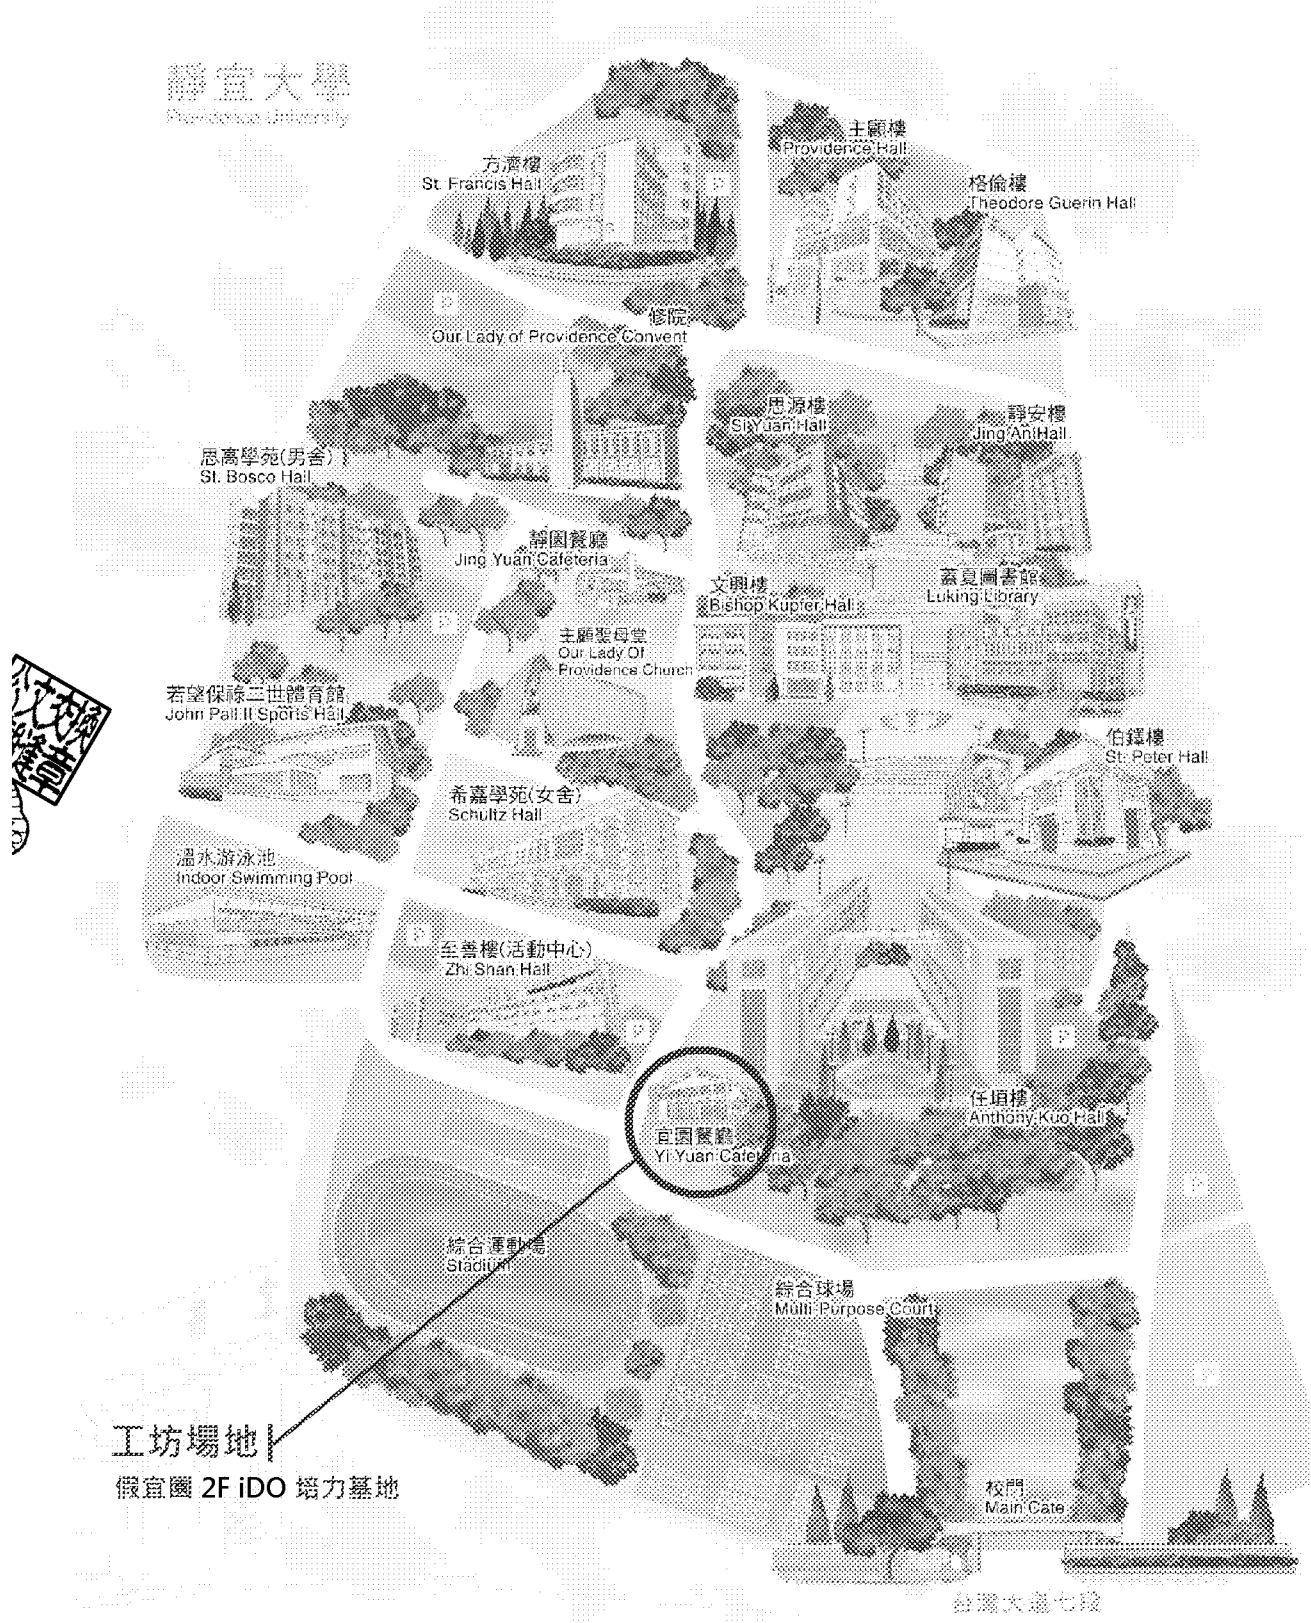 靜宜大學
Providence University
主顧樓
Providence Hall
方濟樓
St. Francis Hall
P
格倫樓
Theodore Guerin Hall
P
修院
Our Lady of Providence Convent
思源樓
Si Yuan Hall
靜安樓
Jing An Hall
思高學苑(男舍)
St. Bosco Hall
靜園餐廳
Jing Yuan Cafeteria
文興樓
Bishop Kupfer Hall
蓋夏圖書館
Luking Library
P
主顧聖母堂
Our Lady Of
Providence Church
若望保祿二世體育館
John Pall II Sports Hall
伯鐸樓
St. Peter Hall
希嘉學苑(女舍)
Schultz Hall
溫水游泳池
Indoor Swimming Pool
P
至善樓(活動中心)
Zhi Shan Hall
P
P
任垣樓
Anthony Kuo Hall
宜園餐廳
Yi Yuan Cafeteria
P
綜合運動場
Stadium
綜合球場
Multi-Purpose Court
P
工坊場地
假宜園 2F iDO 培力基地
校門
Main Gate
台灣大道七段